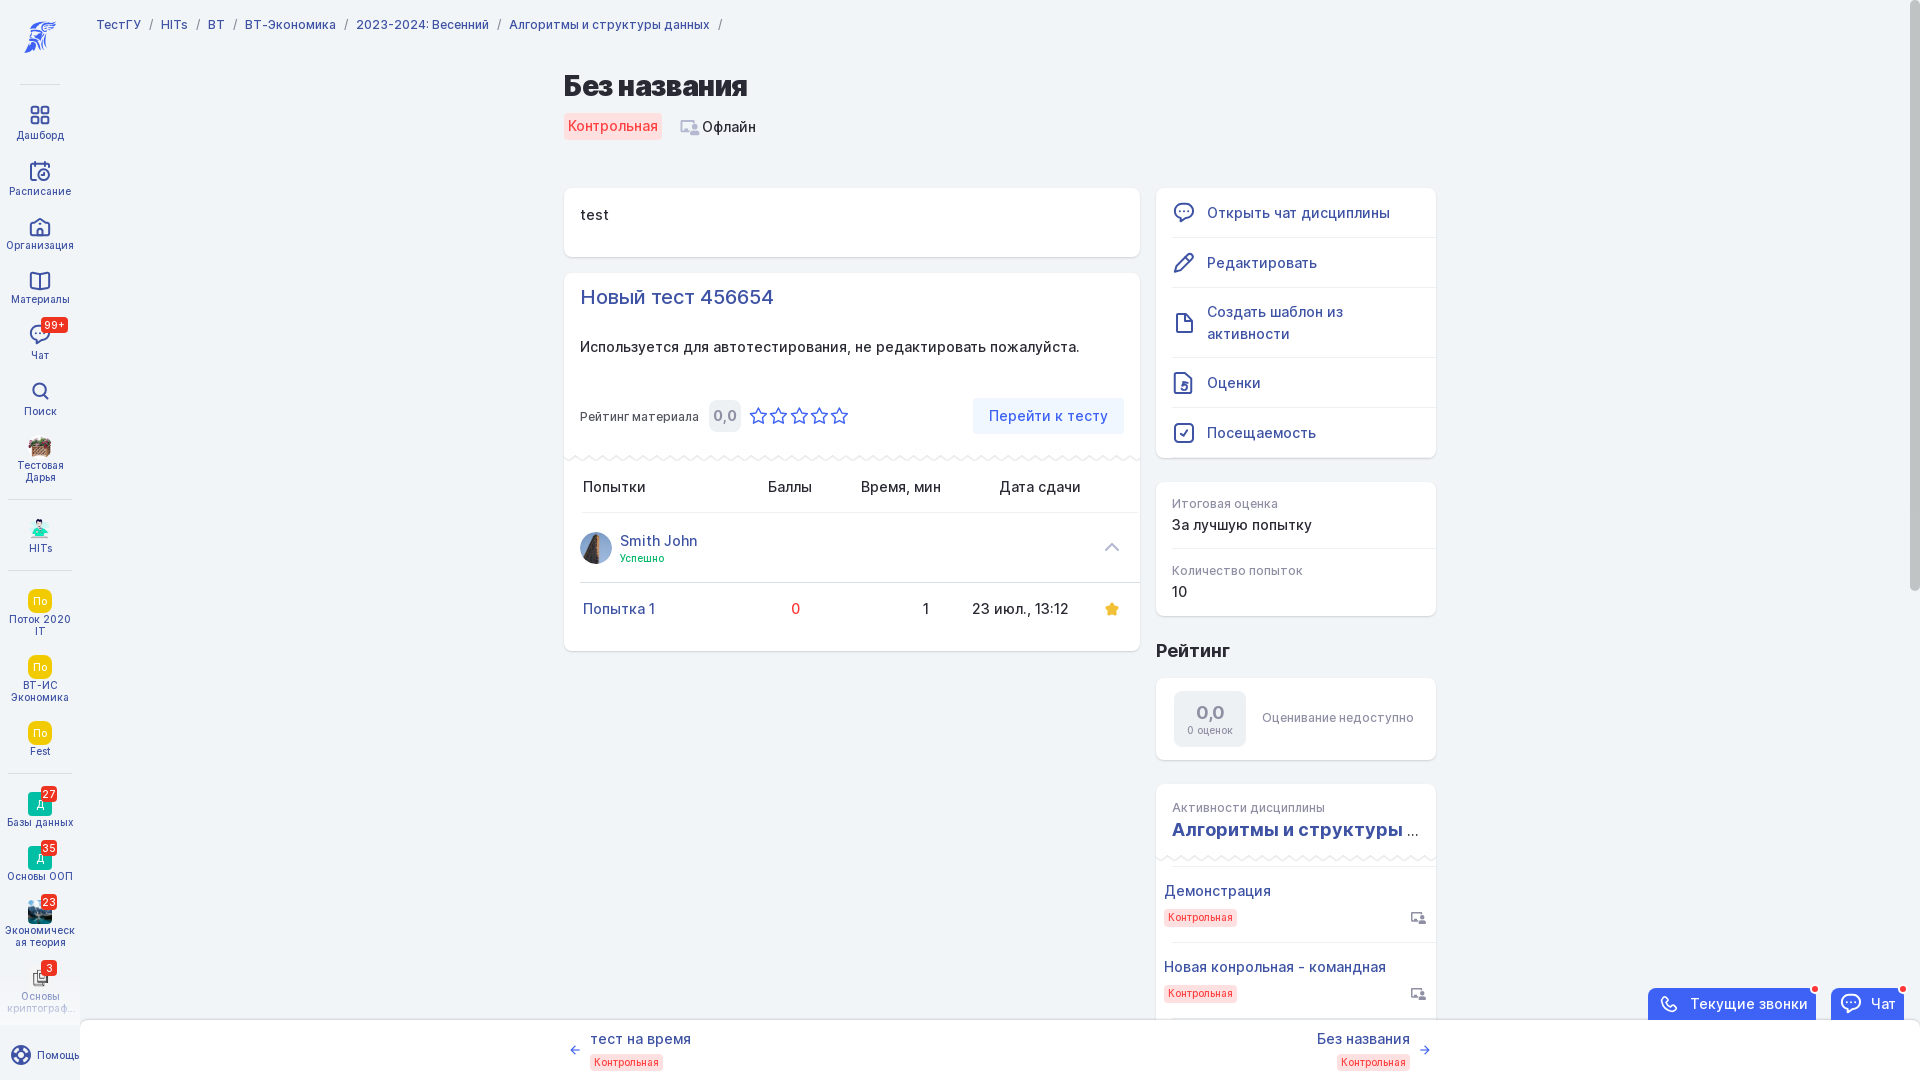 ТестГУ / HITs / ВТ / ВТ-Экономика / 2023-2024: Весенний / Алгоритмы и структуры данных /
Дашборд
Расписание
Организация
Материалы
99+
Чат
Поиск
Тестовая
Дарья
HITs
По
Поток 2020
IT
По
ВТ-ИС
Экономика
По
Fest
27
Д
Базы данных
35
Д
Основы ООП
23
Экономическ
ая теория
3
Основы
криптограф...
Помощь
Без названия
Контрольная
Офлайн
test
Новый тест 456654
Используется для автотестирования, не редактировать пожалуйста.
Рейтинг материала 0,0
Перейти к тесту
Попытки Баллы Время, мин Дата сдачи
Smith John
Успешно
Попытка 1 0 1 23 июл., 13:12
Открыть чат дисциплины
Редактировать
Создать шаблон из
активности
Оценки
Посещаемость
Итоговая оценка
За лучшую попытку
Количество попыток
10
Рейтинг
0,0
0 оценок
Оценивание недоступно
Активности дисциплины
Алгоритмы и структуры ...
Демонстрация
Контрольная
Новая конрольная - командная
Контрольная
Текущие звонки
Чат
тест на время
Контрольная
Без названия
Контрольная